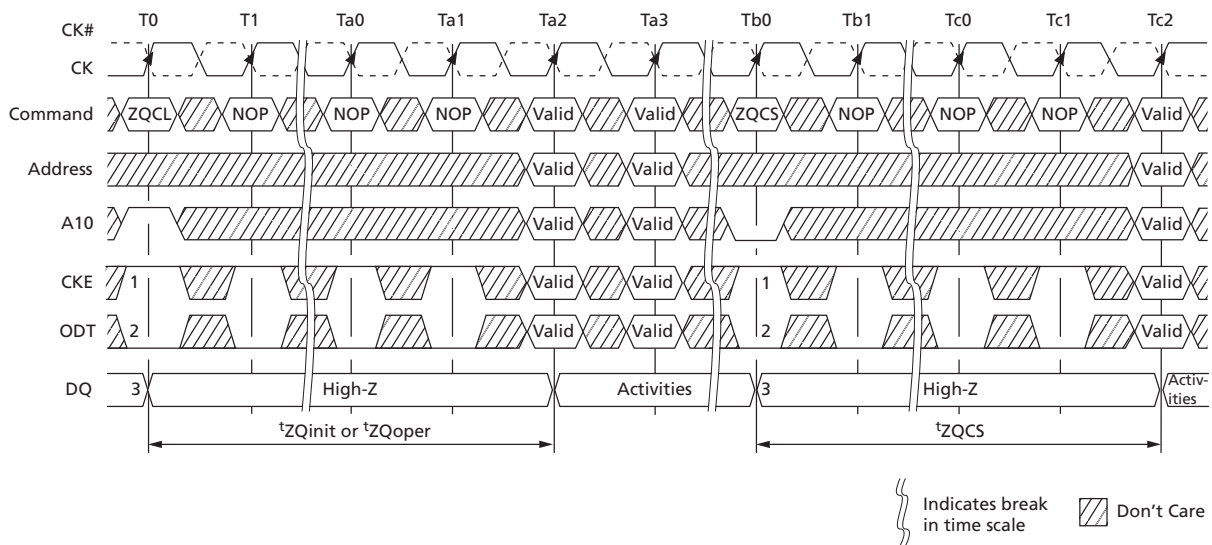 T0 T1 Ta0 Ta1 Ta2 Ta3 Tb0 Tb1 Tc0 Tc1 Tc2
CK#
CK
Command ZQCL NOP NOP NOP Valid Valid ZQCS NOP NOP NOP Valid
Address Valid Valid Valid
A10 Valid Valid Valid
CKE 1 Valid Valid 1 Valid
ODT 2 Valid Valid 2 Valid
DQ 3 High-Z Activities 3 High-Z Activ-
ities
tZQinit or tZQoper tZQCS
Indicates break
in time scale
Don't Care